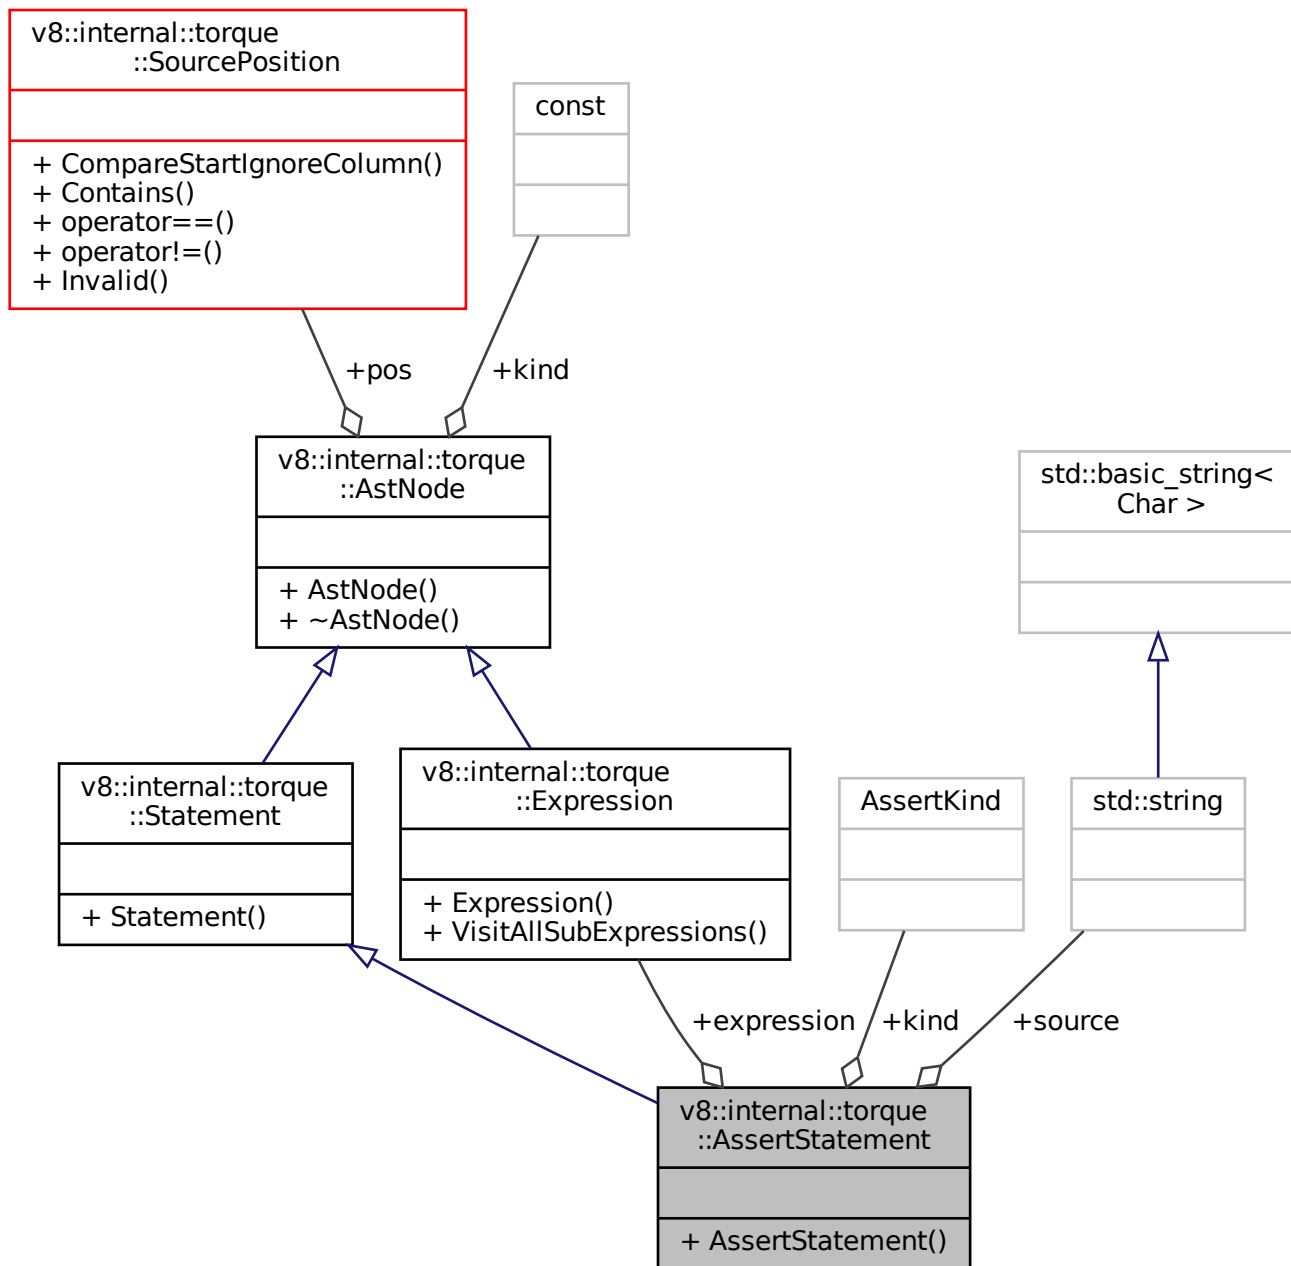 v8::internal::torque
::SourcePosition
+ CompareStartIgnoreColumn()
+ Contains()
+ operator==()
+ operator!=()
+ Invalid()
const
+pos
+kind
v8::internal::torque
::AstNode
+ AstNode()
+ ~AstNode()
std::basic_string<
Char >
v8::internal::torque
::Statement
+ Statement()
v8::internal::torque
::Expression
+ Expression()
+ VisitAllSubExpressions()
AssertKind
std::string
+expression
+kind
+source
v8::internal::torque
::AssertStatement
+ AssertStatement()